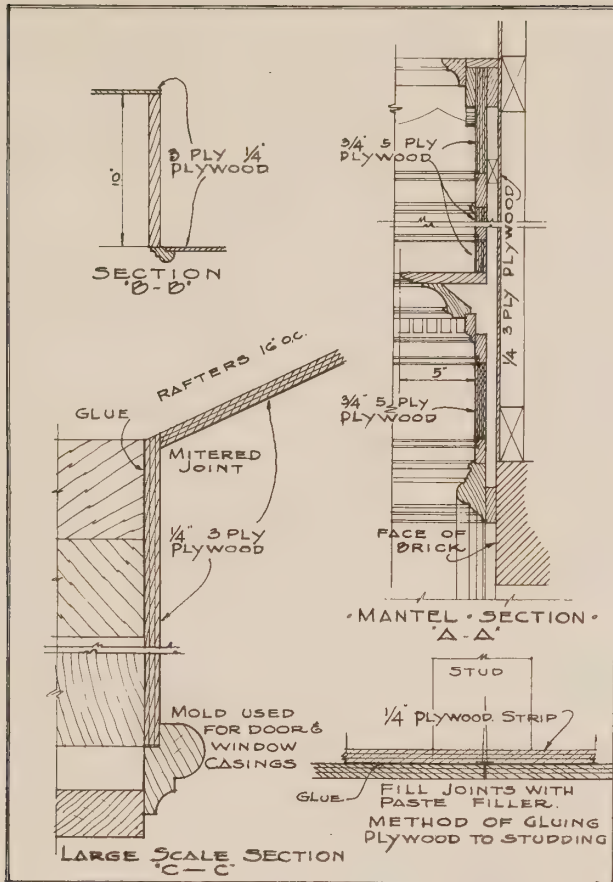 3 PLY 1/4"
PLYWOOD
10"
SECTION
"B-B"
3/4" 5 PLY
PLYWOOD
1/4 3 PLY PLYWOOD
5"
3/4" 5 PLY
PLYWOOD
FACE OF
BRICK
·MANTEL·SECTION·
"A-A"
RAFTERS 16" O.C.
GLUE
MITERED
JOINT
1/4" 3 PLY
PLYWOOD
MOLD USED
FOR DOOR &
WINDOW
CASINGS
LARGE SCALE SECTION
"C-C"
STUD
1/4" PLYWOOD STRIP
GLUE
FILL JOINTS WITH
PASTE FILLER.
METHOD OF GLUING
PLYWOOD TO STUDDING